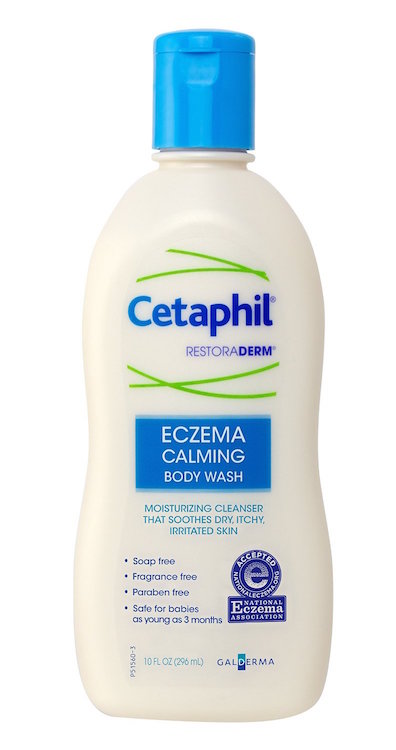 Cetaphil®
RESTORADERM®
ECZEMA
CALMING
BODY WASH
MOISTURIZING CLEANSER
THAT SOOTHES DRY, ITCHY,
IRRITATED SKIN
• Soap free
• Fragrance free
• Paraben free
• Safe for babies
as young as 3 months
ACCEPTED
NATIONALECZEMA.ORG
e
NATIONAL
Eczema
ASSOCIATION
P51560-3
10 FL OZ (296 mL)
GALDERMA